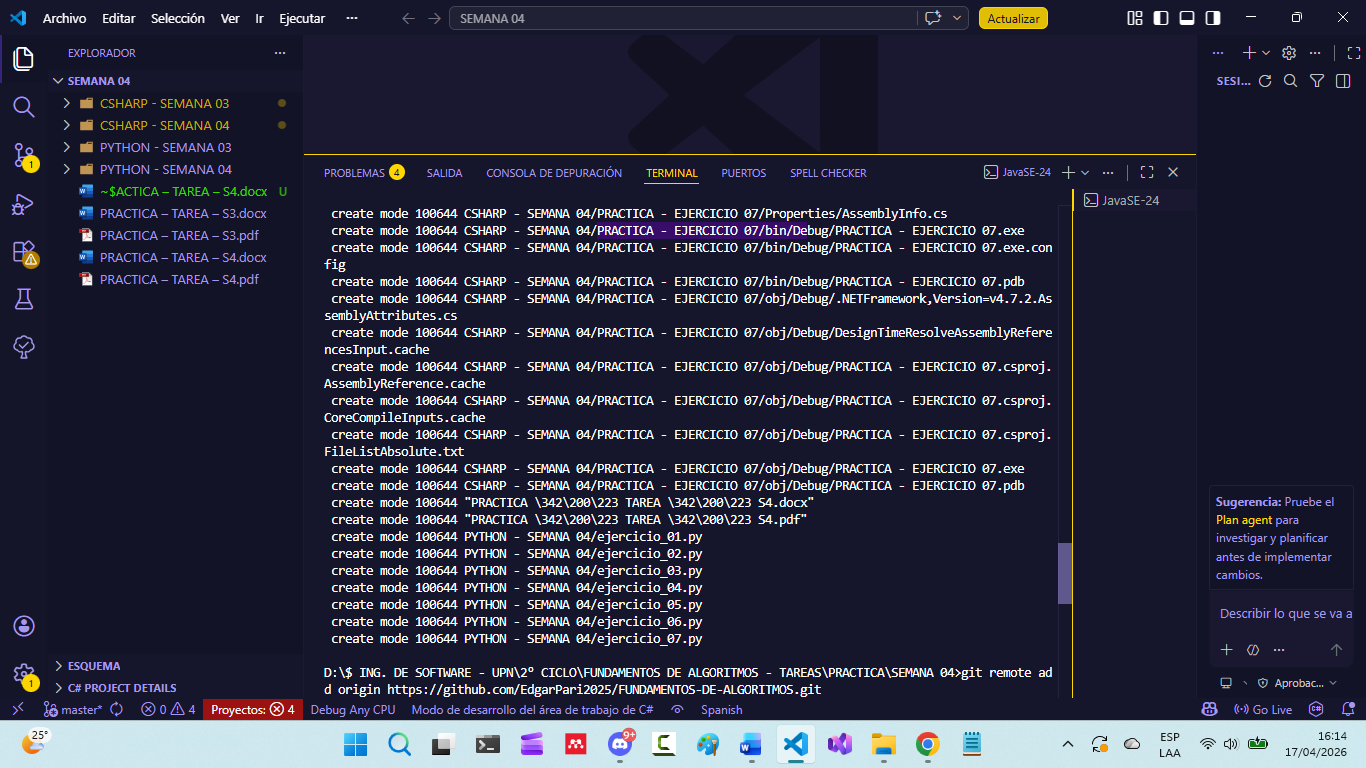 Archivo Editar Selección Ver Ir Ejecutar ···
SEMANA 04
Actualizar
EXPLORADOR
SEMANA 04
CSHARP - SEMANA 03
CSHARP - SEMANA 04
PYTHON - SEMANA 03
PYTHON - SEMANA 04
~$ACTICA – TAREA – S4.docx U
PRACTICA – TAREA – S3.docx
PRACTICA – TAREA – S3.pdf
PRACTICA – TAREA – S4.docx
PRACTICA – TAREA – S4.pdf
ESQUEMA
C# PROJECT DETAILS
1
1
PROBLEMAS 4 SALIDA CONSOLA DE DEPURACIÓN TERMINAL PUERTOS SPELL CHECKER
JavaSE-24
create mode 100644 CSHARP - SEMANA 04/PRACTICA - EJERCICIO 07/Properties/AssemblyInfo.cs
create mode 100644 CSHARP - SEMANA 04/PRACTICA - EJERCICIO 07/bin/Debug/PRACTICA - EJERCICIO 07.exe
create mode 100644 CSHARP - SEMANA 04/PRACTICA - EJERCICIO 07/bin/Debug/PRACTICA - EJERCICIO 07.exe.con
fig
create mode 100644 CSHARP - SEMANA 04/PRACTICA - EJERCICIO 07/bin/Debug/PRACTICA - EJERCICIO 07.pdb
create mode 100644 CSHARP - SEMANA 04/PRACTICA - EJERCICIO 07/obj/Debug/.NETFramework,Version=v4.7.2.As
semblyAttributes.cs
create mode 100644 CSHARP - SEMANA 04/PRACTICA - EJERCICIO 07/obj/Debug/DesignTimeResolveAssemblyRefere
ncesInput.cache
create mode 100644 CSHARP - SEMANA 04/PRACTICA - EJERCICIO 07/obj/Debug/PRACTICA - EJERCICIO 07.csproj.
AssemblyReference.cache
create mode 100644 CSHARP - SEMANA 04/PRACTICA - EJERCICIO 07/obj/Debug/PRACTICA - EJERCICIO 07.csproj.
CoreCompileInputs.cache
create mode 100644 CSHARP - SEMANA 04/PRACTICA - EJERCICIO 07/obj/Debug/PRACTICA - EJERCICIO 07.csproj.
FileListAbsolute.txt
create mode 100644 CSHARP - SEMANA 04/PRACTICA - EJERCICIO 07/obj/Debug/PRACTICA - EJERCICIO 07.exe
create mode 100644 CSHARP - SEMANA 04/PRACTICA - EJERCICIO 07/obj/Debug/PRACTICA - EJERCICIO 07.pdb
create mode 100644 "PRACTICA \342\200\223 TAREA \342\200\223 S4.docx"
create mode 100644 "PRACTICA \342\200\223 TAREA \342\200\223 S4.pdf"
create mode 100644 PYTHON - SEMANA 04/ejercicio_01.py
create mode 100644 PYTHON - SEMANA 04/ejercicio_02.py
create mode 100644 PYTHON - SEMANA 04/ejercicio_03.py
create mode 100644 PYTHON - SEMANA 04/ejercicio_04.py
create mode 100644 PYTHON - SEMANA 04/ejercicio_05.py
create mode 100644 PYTHON - SEMANA 04/ejercicio_06.py
create mode 100644 PYTHON - SEMANA 04/ejercicio_07.py
D:\$ ING. DE SOFTWARE - UPN\2° CICLO\FUNDAMENTOS DE ALGORITMOS - TAREAS\PRACTICA\SEMANA 04>git remote ad
d origin https://github.com/EdgarPari2025/FUNDAMENTOS-DE-ALGORITMOS.git
JavaSE-24
SESI...
Sugerencia: Pruebe el
Plan agent para
investigar y planificar
antes de implementar
cambios.
Describir lo que se va a
Aprobac...
master* 0 4 Proyectos: 4 Debug Any CPU Modo de desarrollo del área de trabajo de C# Spanish Go Live
25°
9+
ESP
LAA
16:14
17/04/2026